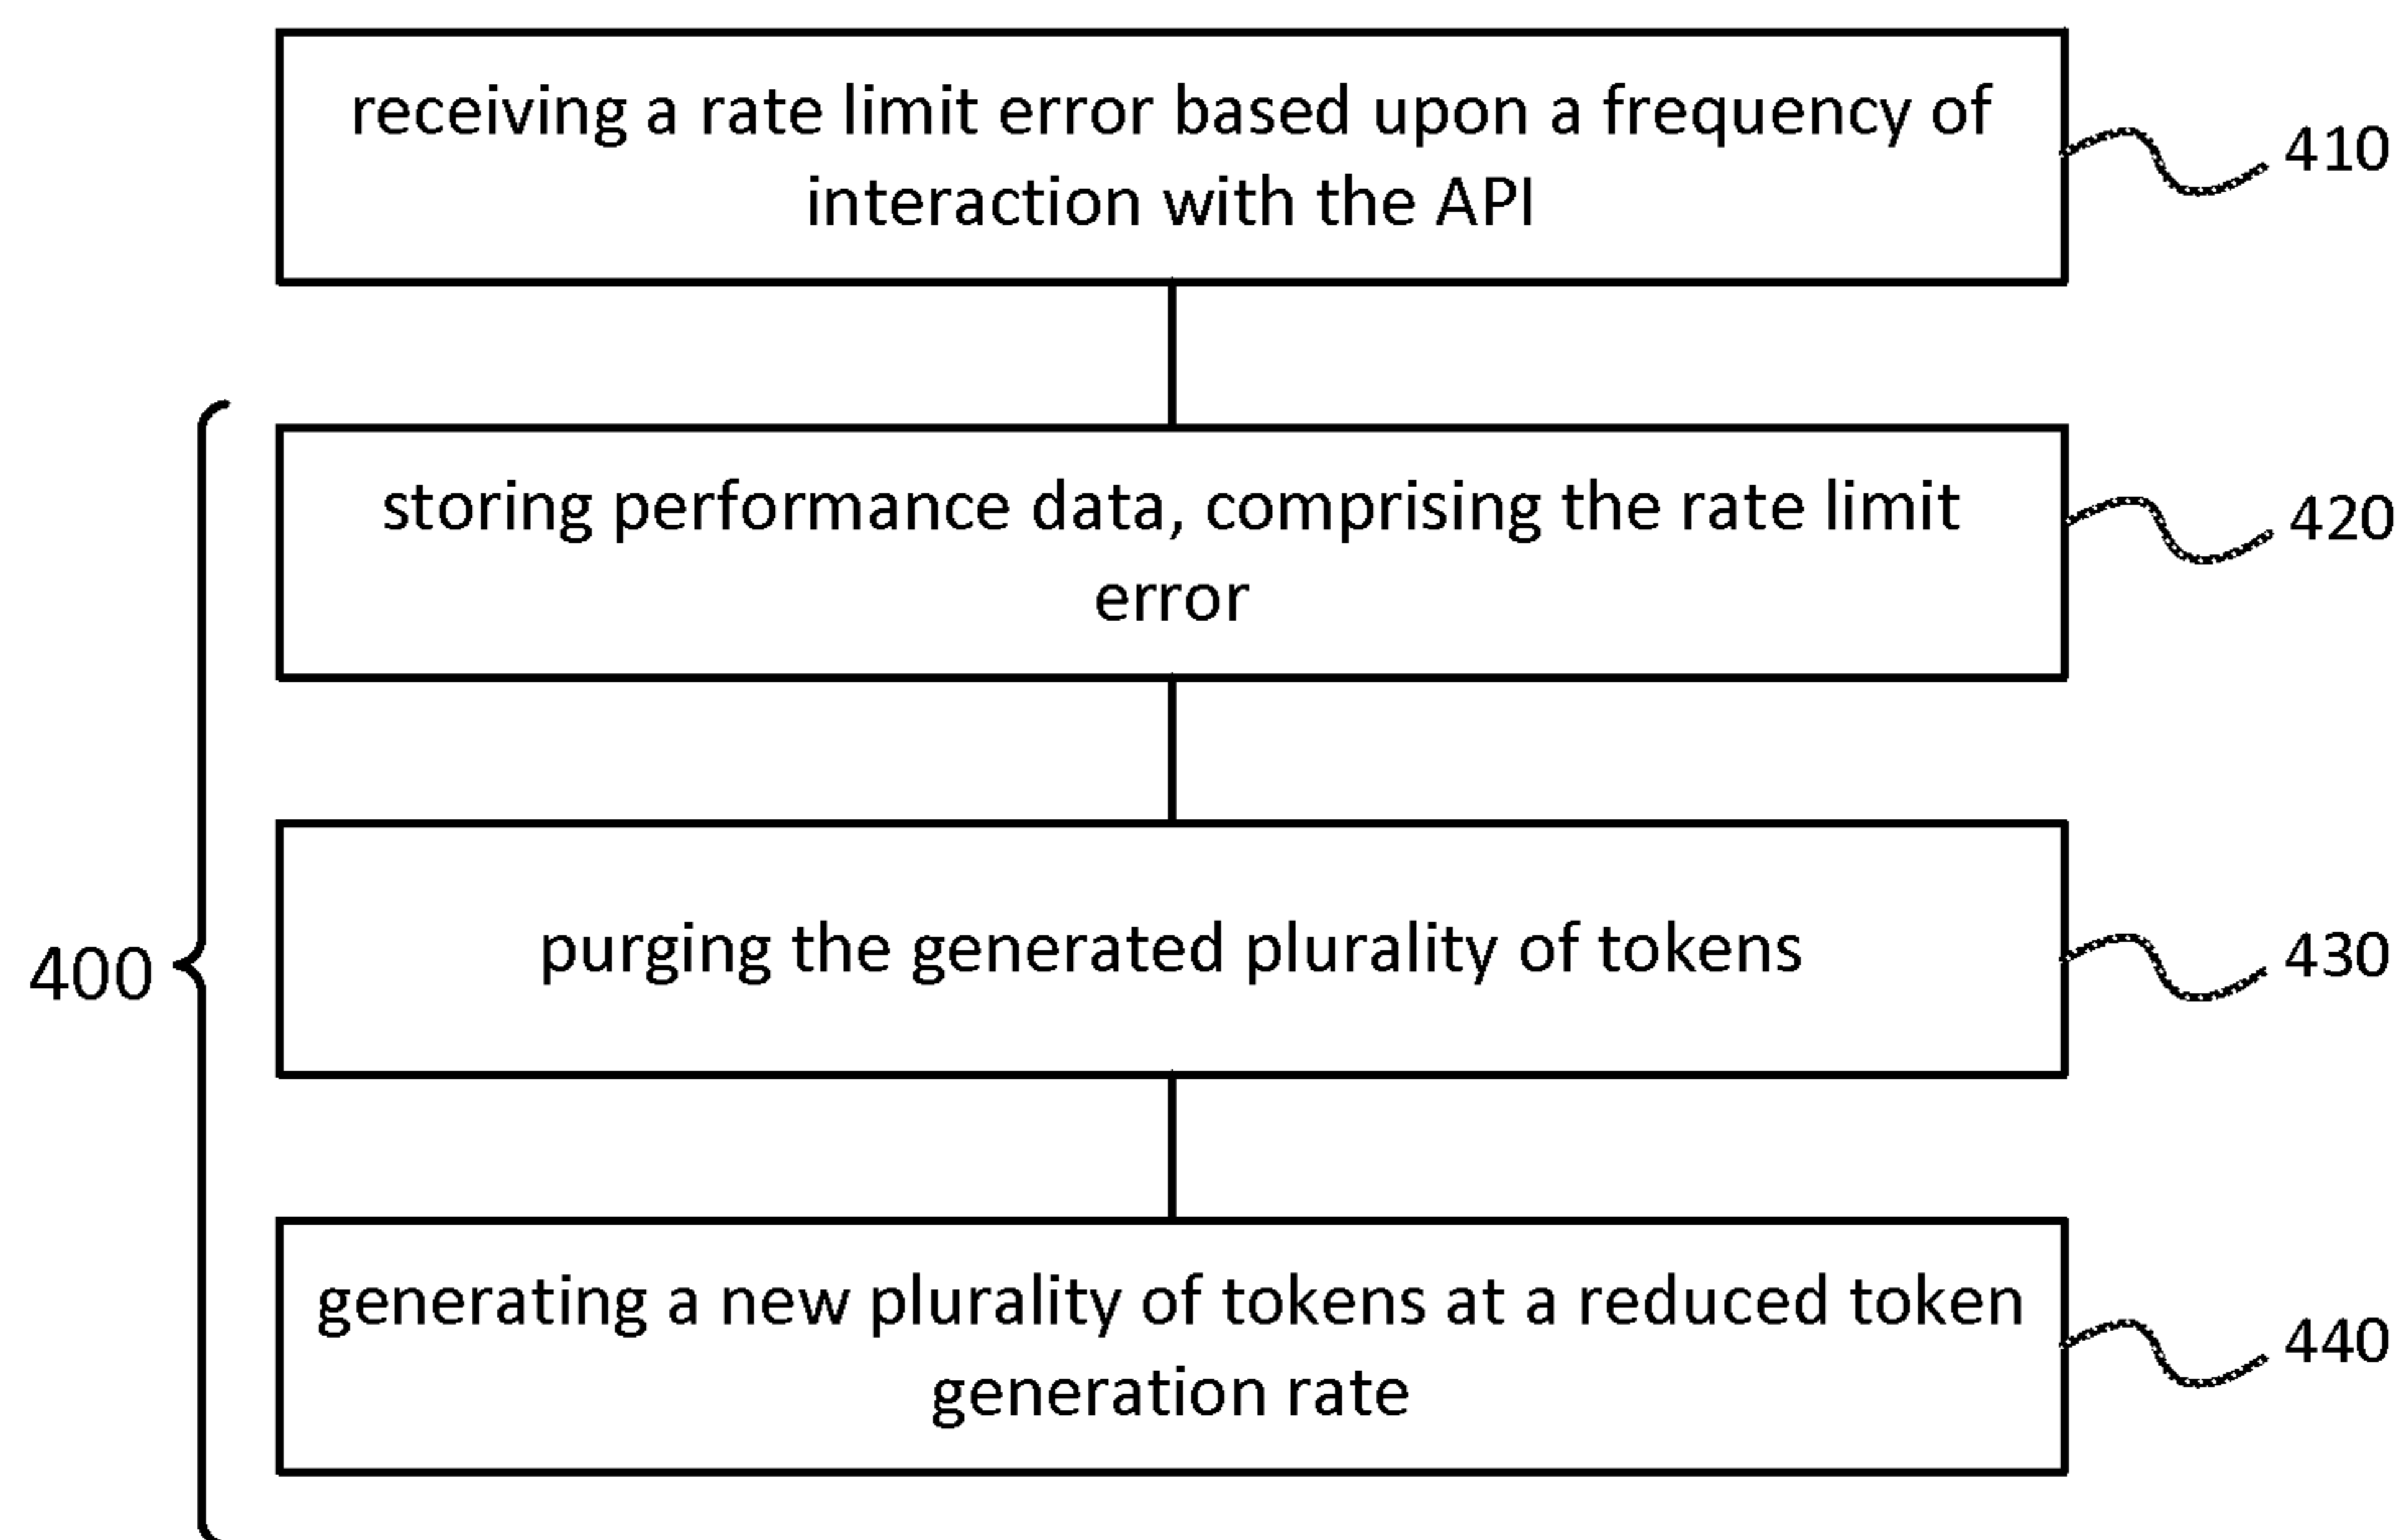 receiving a rate limit error based upon a frequency of
interaction with the API
410
storing performance data, comprising the rate limit
error
420
400
purging the generated plurality of tokens
430
generating a new plurality of tokens at a reduced token
generation rate
440